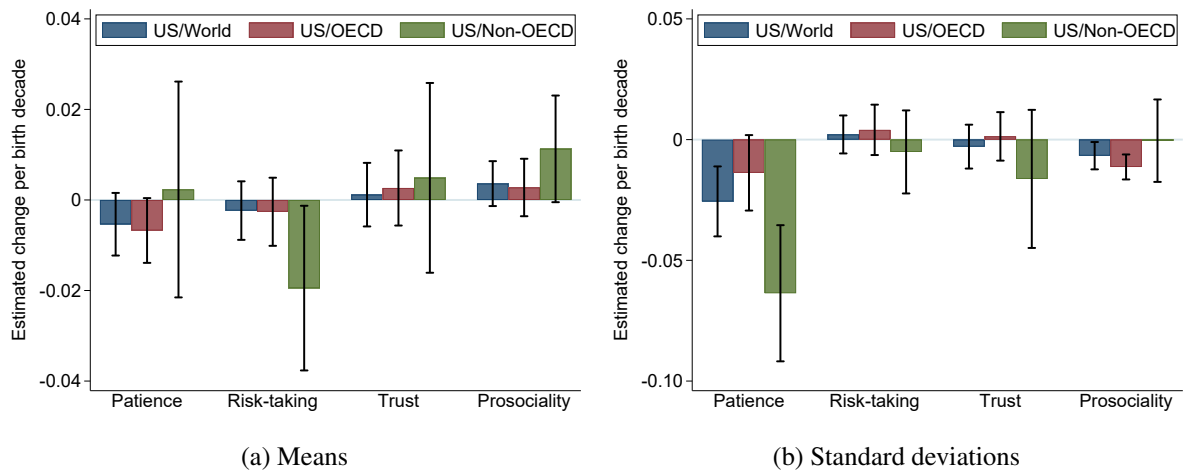 US/World US/OECD US/Non-OECD
Estimated change per birth decade
0.04
0.02
0
-0.02
-0.04
Patience Risk-taking Trust Prosociality
(a) Means
US/World US/OECD US/Non-OECD
Estimated change per birth decade
0.05
0
-0.05
-0.10
Patience Risk-taking Trust Prosociality
(b) Standard deviations